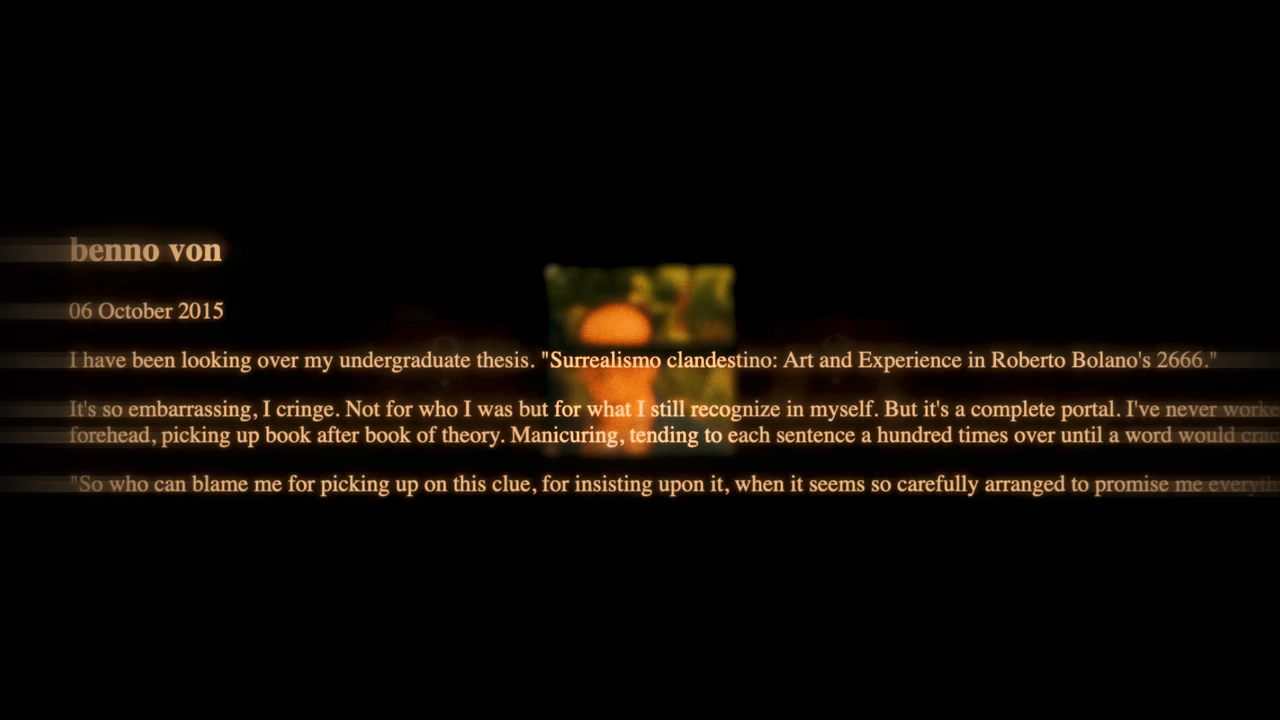 benno von
06 October 2015
I have been looking over my undergraduate thesis. "Surrealismo clandestino: Art and Experience in Roberto Bolano's 2666."
It's so embarrassing, I cringe. Not for who I was but for what I still recognize in myself. But it's a complete portal. I've never
forehead, picking up book after book of theory. Manicuring, tending to each sentence a hundred times over until a word would
"So who can blame me for picking up on this clue, for insisting upon it, when it seems so carefully arranged to promise me